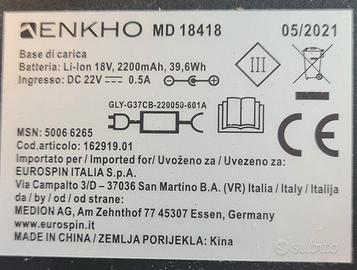 ENKHO MD 18418 05/2021
Base di carica
Batteria: Li-Ion 18V, 2200mAh, 39,6Wh
Ingresso: DC 22V ⎓ 0.5A
III
GLY-G37CB-220050-601A
MSN: 5006 6265
Cod.articolo: 162919.01
Importato per / Imported for/ Uvoženo za / Uvezeno za:
EUROSPIN ITALIA S.p.A.
Via Campalto 3/D – 37036 San Martino B.A. (VR) Italia / Italy / Italija
da / by / od / od strane:
MEDION AG, Am Zehnthof 77 45307 Essen, Germany
www.eurospin.it
MADE IN CHINA / ZEMLJA PORIJEKLA: Kina
CE
subito